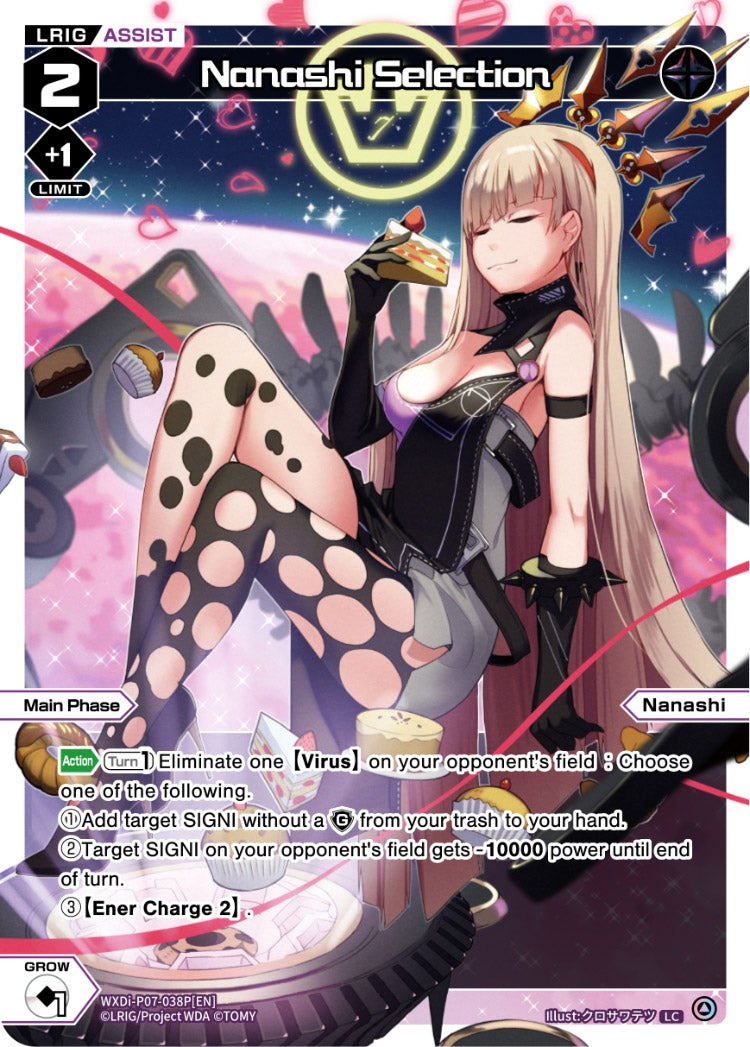 LRIG ASSIST
2
Nanashi Selection
7
+1
LIMIT
Main Phase
Nanashi
Action Turn 1 Eliminate one 【Virus】 on your opponent's field：Choose
one of the following.
①Add target SIGNI without a G from your trash to your hand.
②Target SIGNI on your opponent's field gets -10000 power until end
of turn.
③【Ener Charge 2】.
GROW
1
WXDi-P07-038P[EN]
©LRIG/Project WDA ©TOMY
Illust:クロサワテツ LC